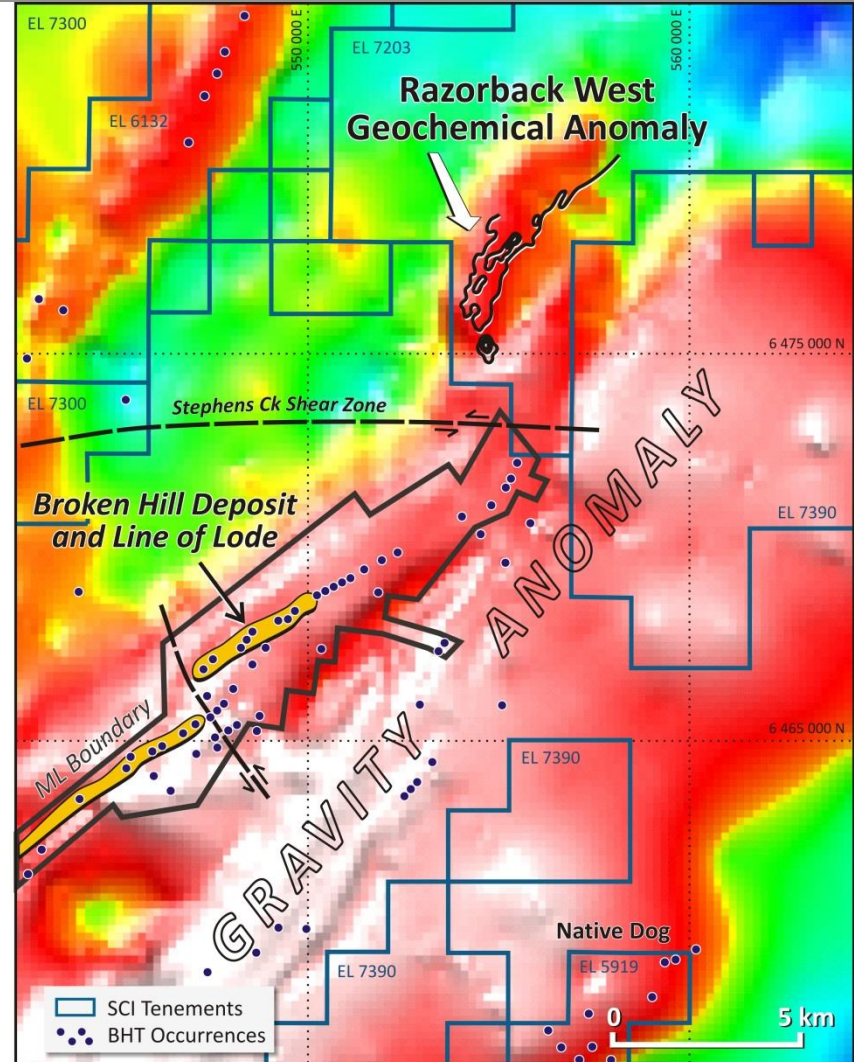 EL 7300
550 000 E
EL 7203
560 000 E
Razorback West
Geochemical Anomaly
EL 6132
6 475 000 N
EL 7300
Stephens Ck Shear Zone
Broken Hill Deposit
and Line of Lode
EL 7390
GRAVITY ANOMALY
ML Boundary
6 465 000 N
EL 7390
Native Dog
EL 7390
EL 5919
SCI Tenements
BHT Occurrences
0 5 km